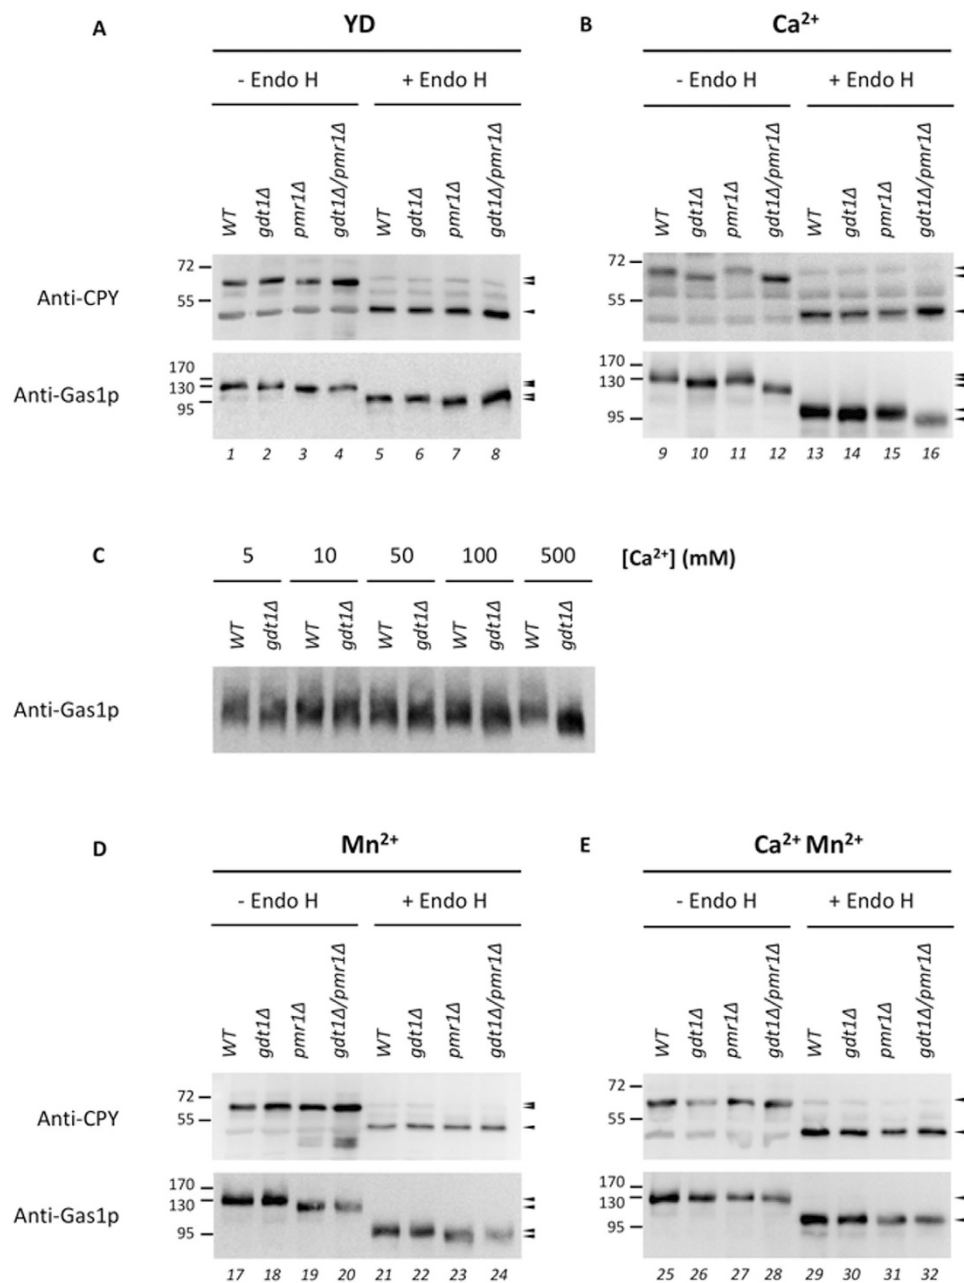 A YD B Ca²⁺
- Endo H + Endo H - Endo H + Endo H
WT gdt1Δ pmr1Δ gdt1Δ/pmr1Δ WT gdt1Δ pmr1Δ gdt1Δ/pmr1Δ WT gdt1Δ pmr1Δ gdt1Δ/pmr1Δ WT gdt1Δ pmr1Δ gdt1Δ/pmr1Δ
Anti-CPY 72 55 72 55
Anti-Gas1p 170 130 95 170 130 95
1 2 3 4 5 6 7 8 9 10 11 12 13 14 15 16
C 5 10 50 100 500 [Ca²⁺] (mM)
WT gdt1Δ WT gdt1Δ WT gdt1Δ WT gdt1Δ WT gdt1Δ
Anti-Gas1p
D Mn²⁺ E Ca²⁺ Mn²⁺
- Endo H + Endo H - Endo H + Endo H
WT gdt1Δ pmr1Δ gdt1Δ/pmr1Δ WT gdt1Δ pmr1Δ gdt1Δ/pmr1Δ WT gdt1Δ pmr1Δ gdt1Δ/pmr1Δ WT gdt1Δ pmr1Δ gdt1Δ/pmr1Δ
Anti-CPY 72 55 72 55
Anti-Gas1p 170 130 95 170 130 95
17 18 19 20 21 22 23 24 25 26 27 28 29 30 31 32